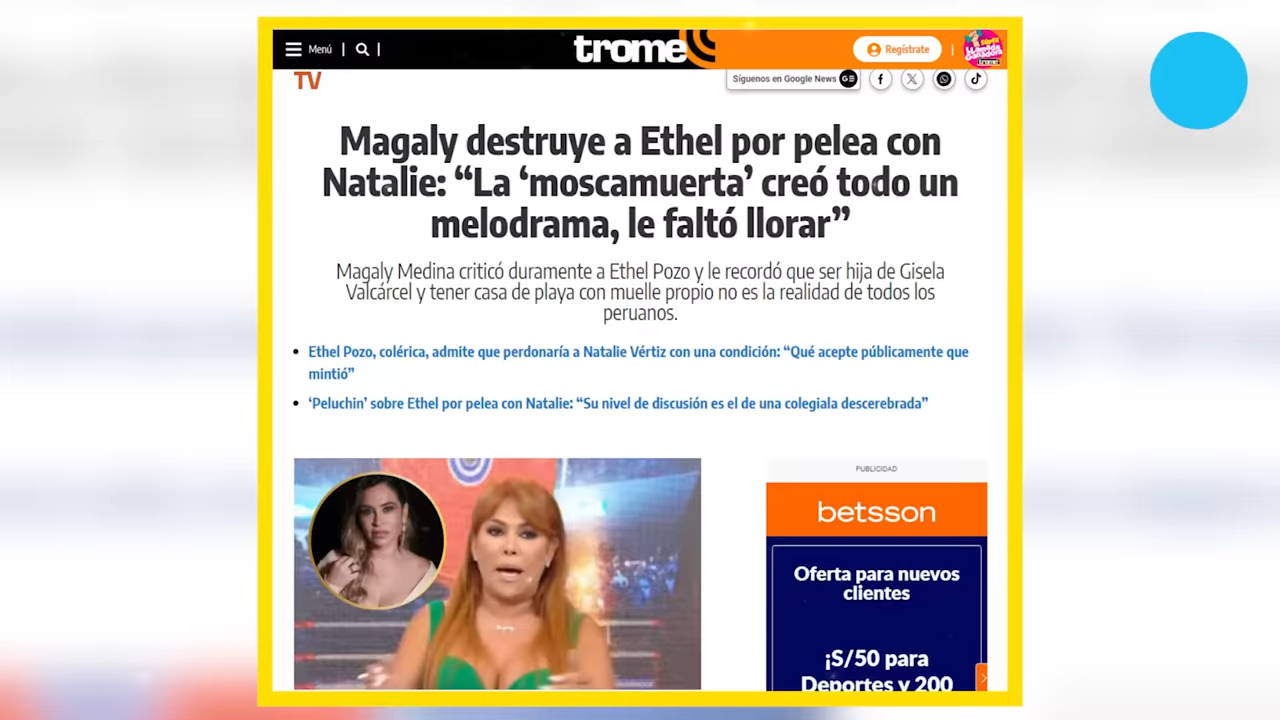 Menú
trome
Regístrate
TV
Síguenos en Google News
Magaly destruye a Ethel por pelea con
Natalie: “La ‘moscamuerta’ creó todo un
melodrama, le faltó llorar”
Magaly Medina criticó duramente a Ethel Pozo y le recordó que ser hija de Gisela
Valcárcel y tener casa de playa con muelle propio no es la realidad de todos los
peruanos.
Ethel Pozo, colérica, admite que perdonaría a Natalie Vértiz con una condición: “Qué acepte públicamente que
mintió”
‘Peluchin’ sobre Ethel por pelea con Natalie: “Su nivel de discusión es el de una colegiala descerebrada”
PUBLICIDAD
betsson
Oferta para nuevos
clientes
¡S/50 para
Deportes y 200